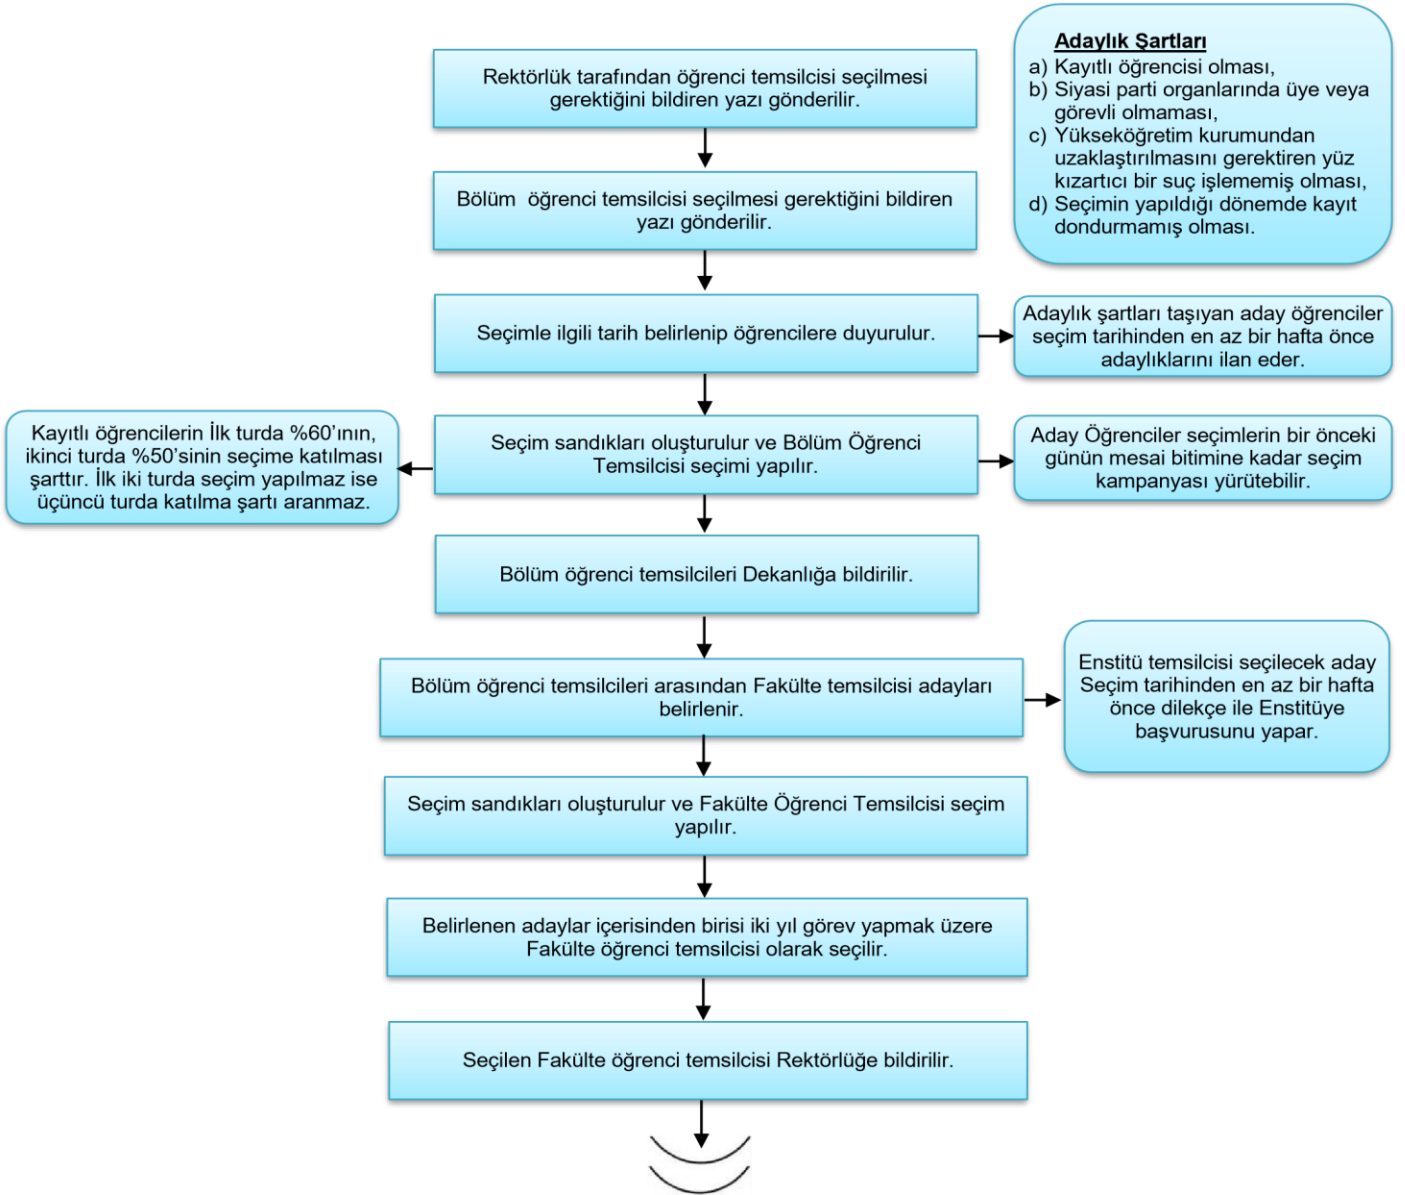 Rektörlük tarafından öğrenci temsilcisi seçilmesi
gerektiğini bildiren yazı gönderilir.
Adaylık Şartları
a) Kayıtlı öğrencisi olması,
b) Siyasi parti organlarında üye veya
görevli olmaması,
c) Yükseköğretim kurumundan
uzaklaştırılmasını gerektiren yüz
kızartıcı bir suç işlememiş olması,
d) Seçimin yapıldığı dönemde kayıt
dondurmamış olması.
Bölüm öğrenci temsilcisi seçilmesi gerektiğini bildiren
yazı gönderilir.
Seçimle ilgili tarih belirlenip öğrencilere duyurulur.
Adaylık şartları taşıyan aday öğrenciler
seçim tarihinden en az bir hafta önce
adaylıklarını ilan eder.
Kayıtlı öğrencilerin İlk turda %60’ının,
ikinci turda %50’sinin seçime katılması
şarttır. İlk iki turda seçim yapılmaz ise
üçüncü turda katılma şartı aranmaz.
Seçim sandıkları oluşturulur ve Bölüm Öğrenci
Temsilcisi seçimi yapılır.
Aday Öğrenciler seçimlerin bir önceki
günün mesai bitimine kadar seçim
kampanyası yürütebilir.
Bölüm öğrenci temsilcileri Dekanlığa bildirilir.
Bölüm öğrenci temsilcileri arasından Fakülte temsilcisi adayları
belirlenir.
Enstitü temsilcisi seçilecek aday
Seçim tarihinden en az bir hafta
önce dilekçe ile Enstitüye
başvurusunu yapar.
Seçim sandıkları oluşturulur ve Fakülte Öğrenci Temsilcisi seçim
yapılır.
Belirlenen adaylar içerisinden birisi iki yıl görev yapmak üzere
Fakülte öğrenci temsilcisi olarak seçilir.
Seçilen Fakülte öğrenci temsilcisi Rektörlüğe bildirilir.